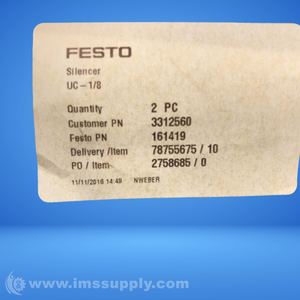 FESTO
Silencer
UC-1/8
Quantity 2 PC
Customer PN 3312560
Festo PN 161419
Delivery /Item 78755675 / 10
PO / Item 2758685 / 0
11/11/2016 14:49 NWEBER
© www.imssupply.com